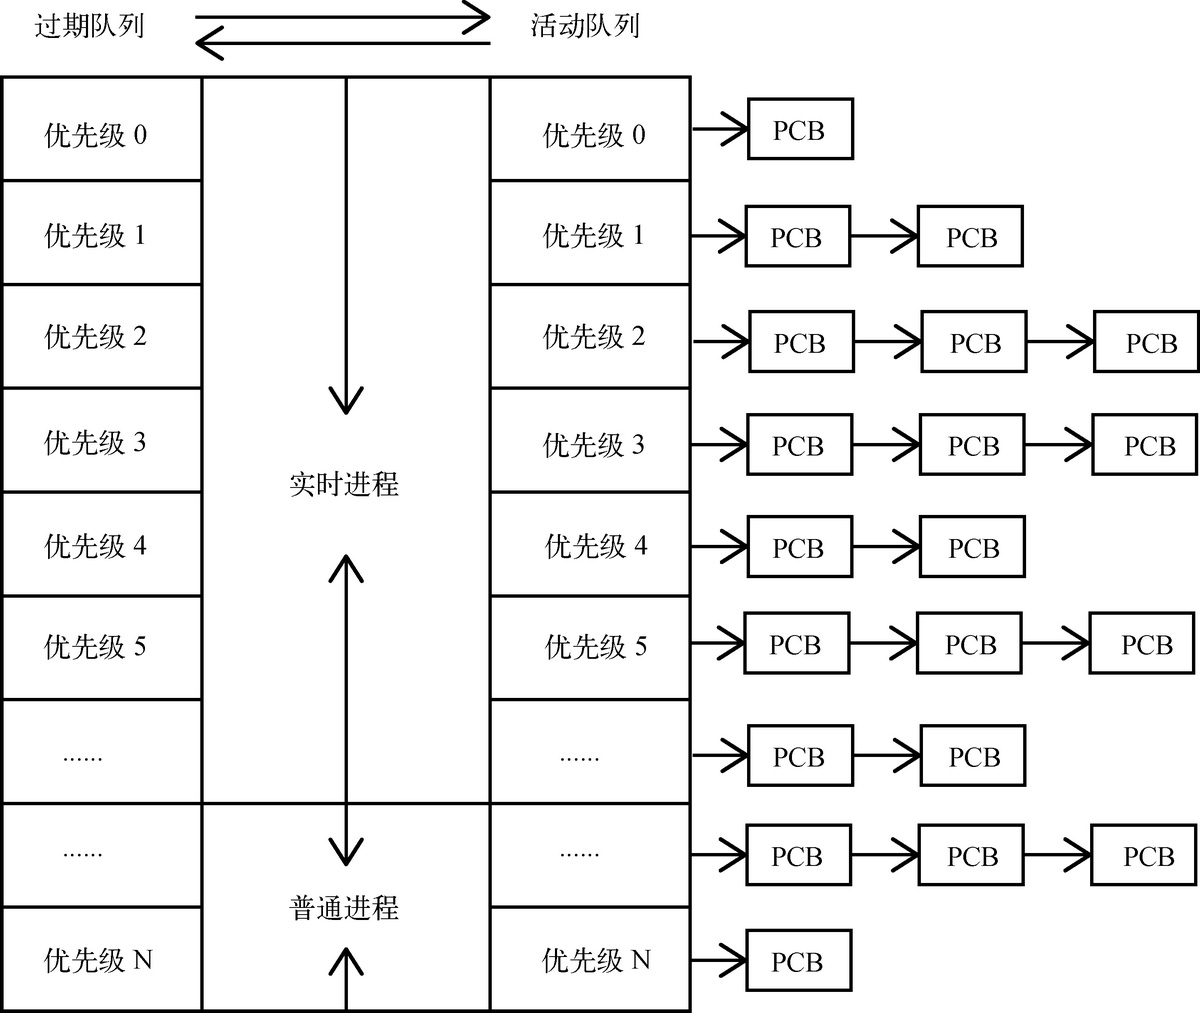 过期队列 活动队列
优先级 0 优先级 0 PCB
优先级 1 优先级 1 PCB PCB
优先级 2 优先级 2 PCB PCB PCB
优先级 3 优先级 3 PCB PCB PCB
实时进程
优先级 4 优先级 4 PCB PCB
优先级 5 优先级 5 PCB PCB PCB
...... ...... PCB PCB
...... ...... PCB PCB PCB
普通进程
优先级 N 优先级 N PCB